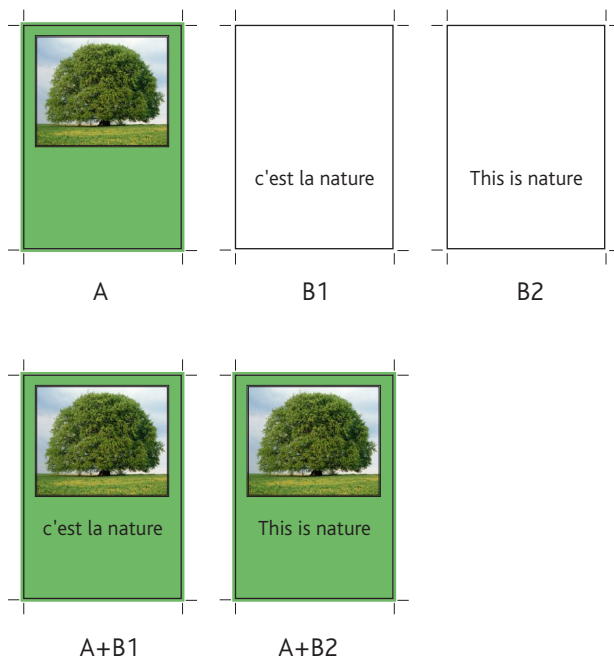 c'est la nature
This is nature
A
B1
B2
c'est la nature
This is nature
A+B1
A+B2